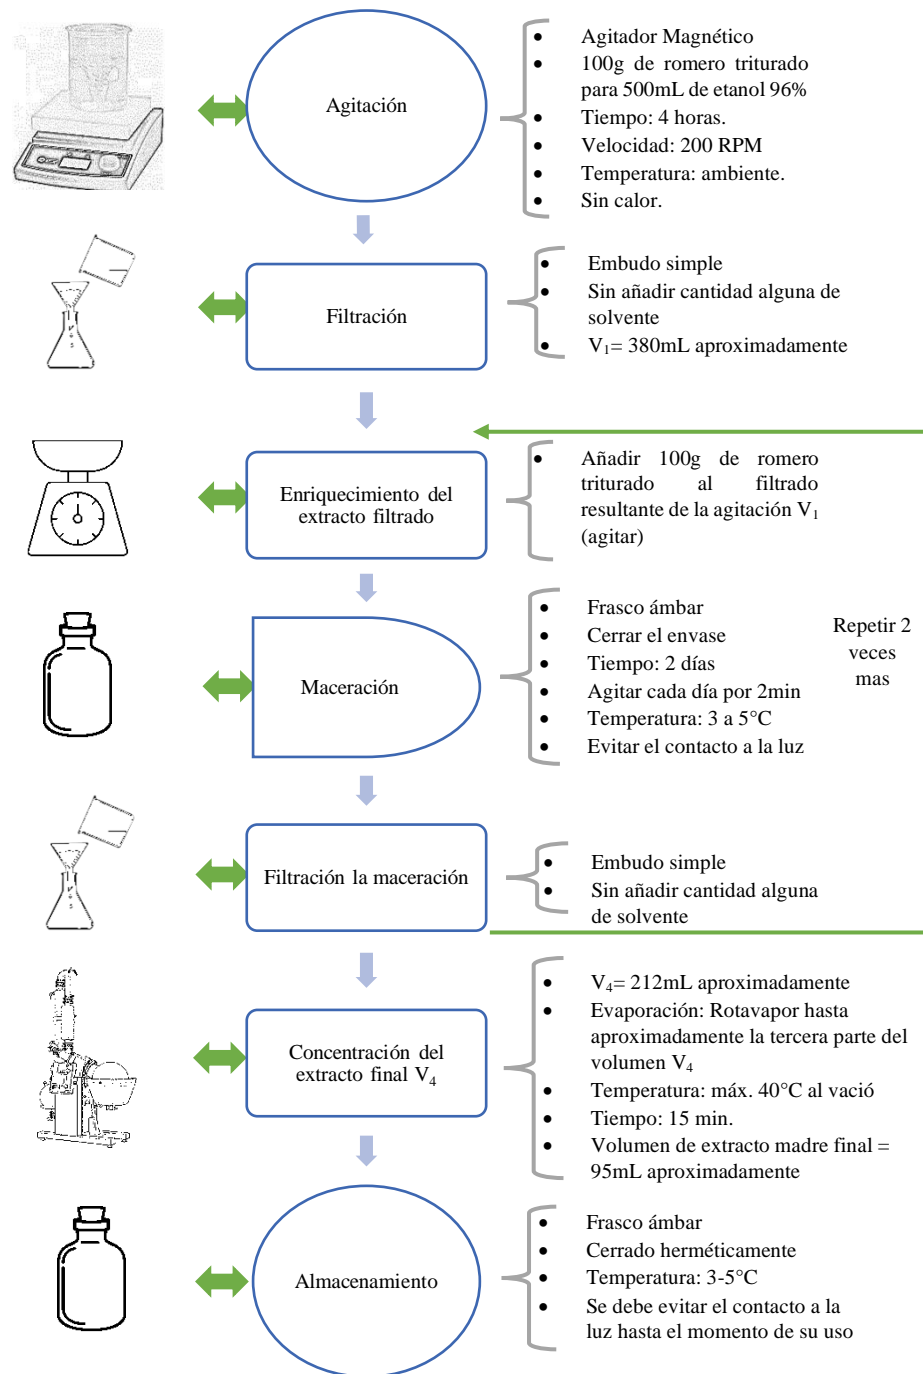 Agitación
• Agitador Magnético
• 100g de romero triturado
para 500mL de etanol 96%
• Tiempo: 4 horas.
• Velocidad: 200 RPM
• Temperatura: ambiente.
• Sin calor.
Filtración
• Embudo simple
• Sin añadir cantidad alguna de
solvente
• V₁= 380mL aproximadamente
Enriquecimiento del
extracto filtrado
• Añadir 100g de romero
triturado al filtrado
resultante de la agitación V₁
(agitar)
Maceración
• Frasco ámbar
• Cerrar el envase
• Tiempo: 2 días
• Agitar cada día por 2min
• Temperatura: 3 a 5°C
• Evitar el contacto a la luz
Repetir 2
veces
mas
Filtración la maceración
• Embudo simple
• Sin añadir cantidad alguna
de solvente
Concentración del
extracto final V₄
• V₄= 212mL aproximadamente
• Evaporación: Rotavapor hasta
aproximadamente la tercera parte del
volumen V₄
• Temperatura: máx. 40°C al vació
• Tiempo: 15 min.
• Volumen de extracto madre final =
95mL aproximadamente
Almacenamiento
• Frasco ámbar
• Cerrado herméticamente
• Temperatura: 3-5°C
• Se debe evitar el contacto a la
luz hasta el momento de su uso